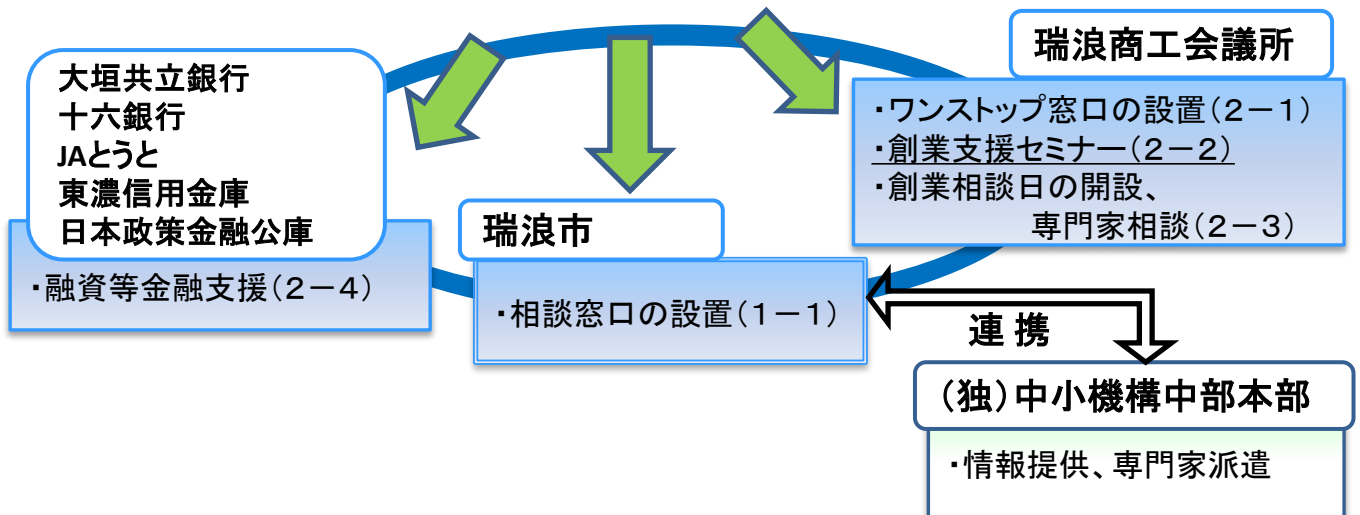 大垣共立銀行
十六銀行
JAとうと
東濃信用金庫
日本政策金融公庫
・融資等金融支援(2-4)
瑞浪市
・相談窓口の設置(1-1)
瑞浪商工会議所
・ワンストップ窓口の設置(2-1)
・創業支援セミナー(2-2)
・創業相談日の開設、
専門家相談(2-3)
連 携
(独)中小機構中部本部
・情報提供、専門家派遣